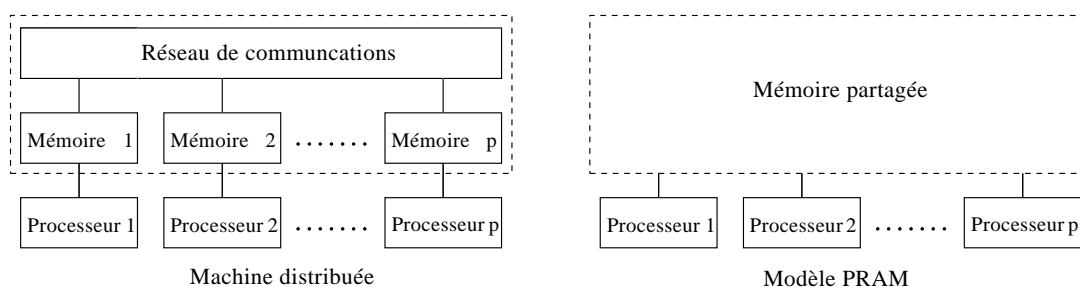 Réseau de communcations
Mémoire 1
Mémoire 2
.......
Mémoire p
Processeur 1
Processeur 2
.......
Processeur p
Machine distribuée
Mémoire partagée
Processeur 1
Processeur 2
.......
Processeur p
Modèle PRAM